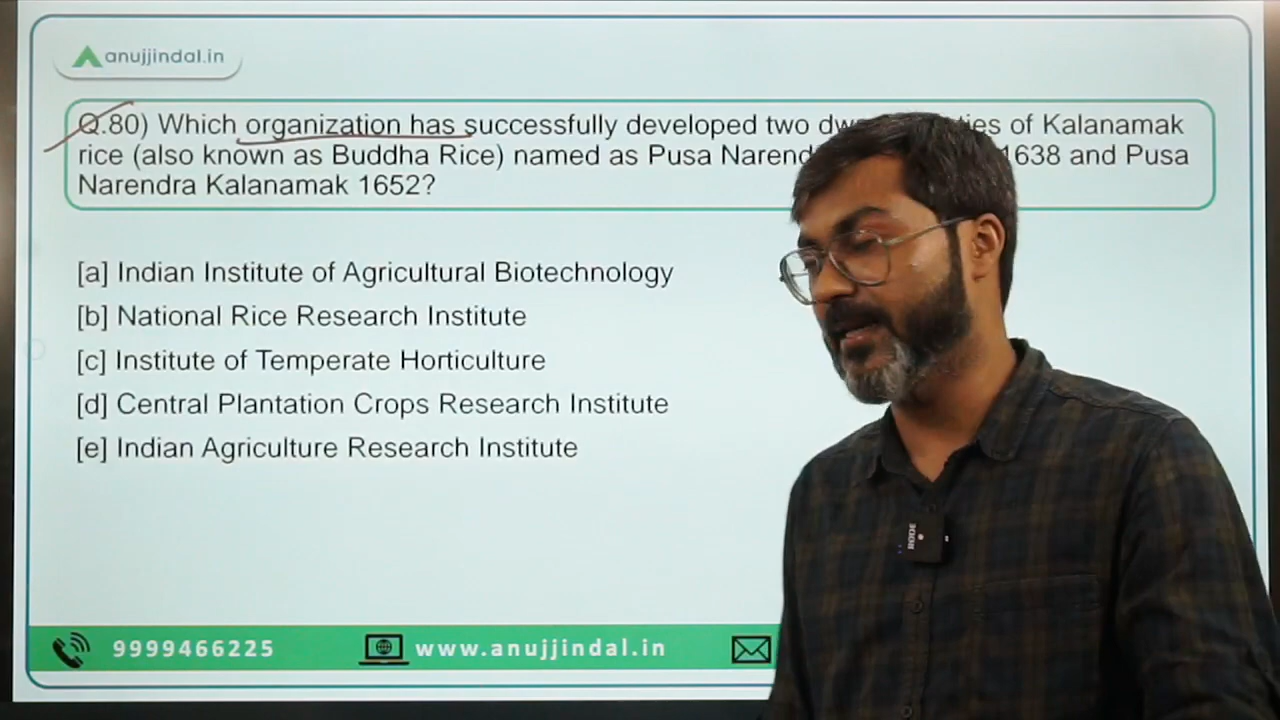 anujjindal.in
Q.80) Which organization has successfully developed two of Kalanamak
rice (also known as Buddha Rice) named as Pusa 1638 and Pusa
Narendra Kalanamak 1652?
[a] Indian Institute of Agricultural Biotechnology
[b] National Rice Research Institute
[c] Institute of Temperate Horticulture
[d] Central Plantation Crops Research Institute
[e] Indian Agriculture Research Institute
RODE
9999466225 www.anujjindal.in